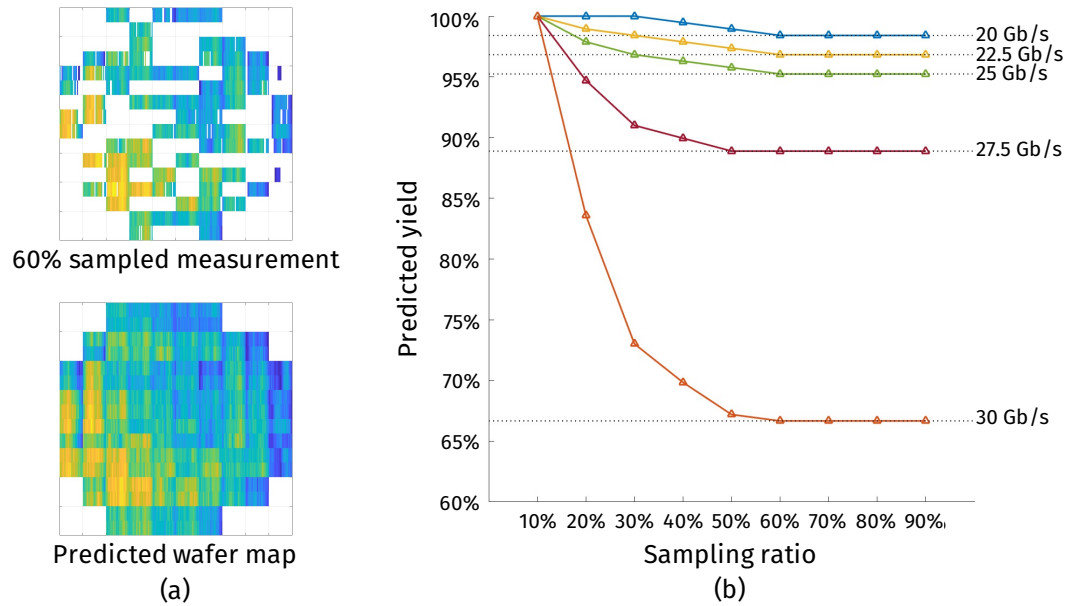 60% sampled measurement
Predicted wafer map
(a)
100%
95%
90%
85%
80%
75%
70%
65%
60%
Predicted yield
20 Gb/s
22.5 Gb/s
25 Gb/s
27.5 Gb/s
30 Gb/s
10% 20% 30% 40% 50% 60% 70% 80% 90%
Sampling ratio
(b)